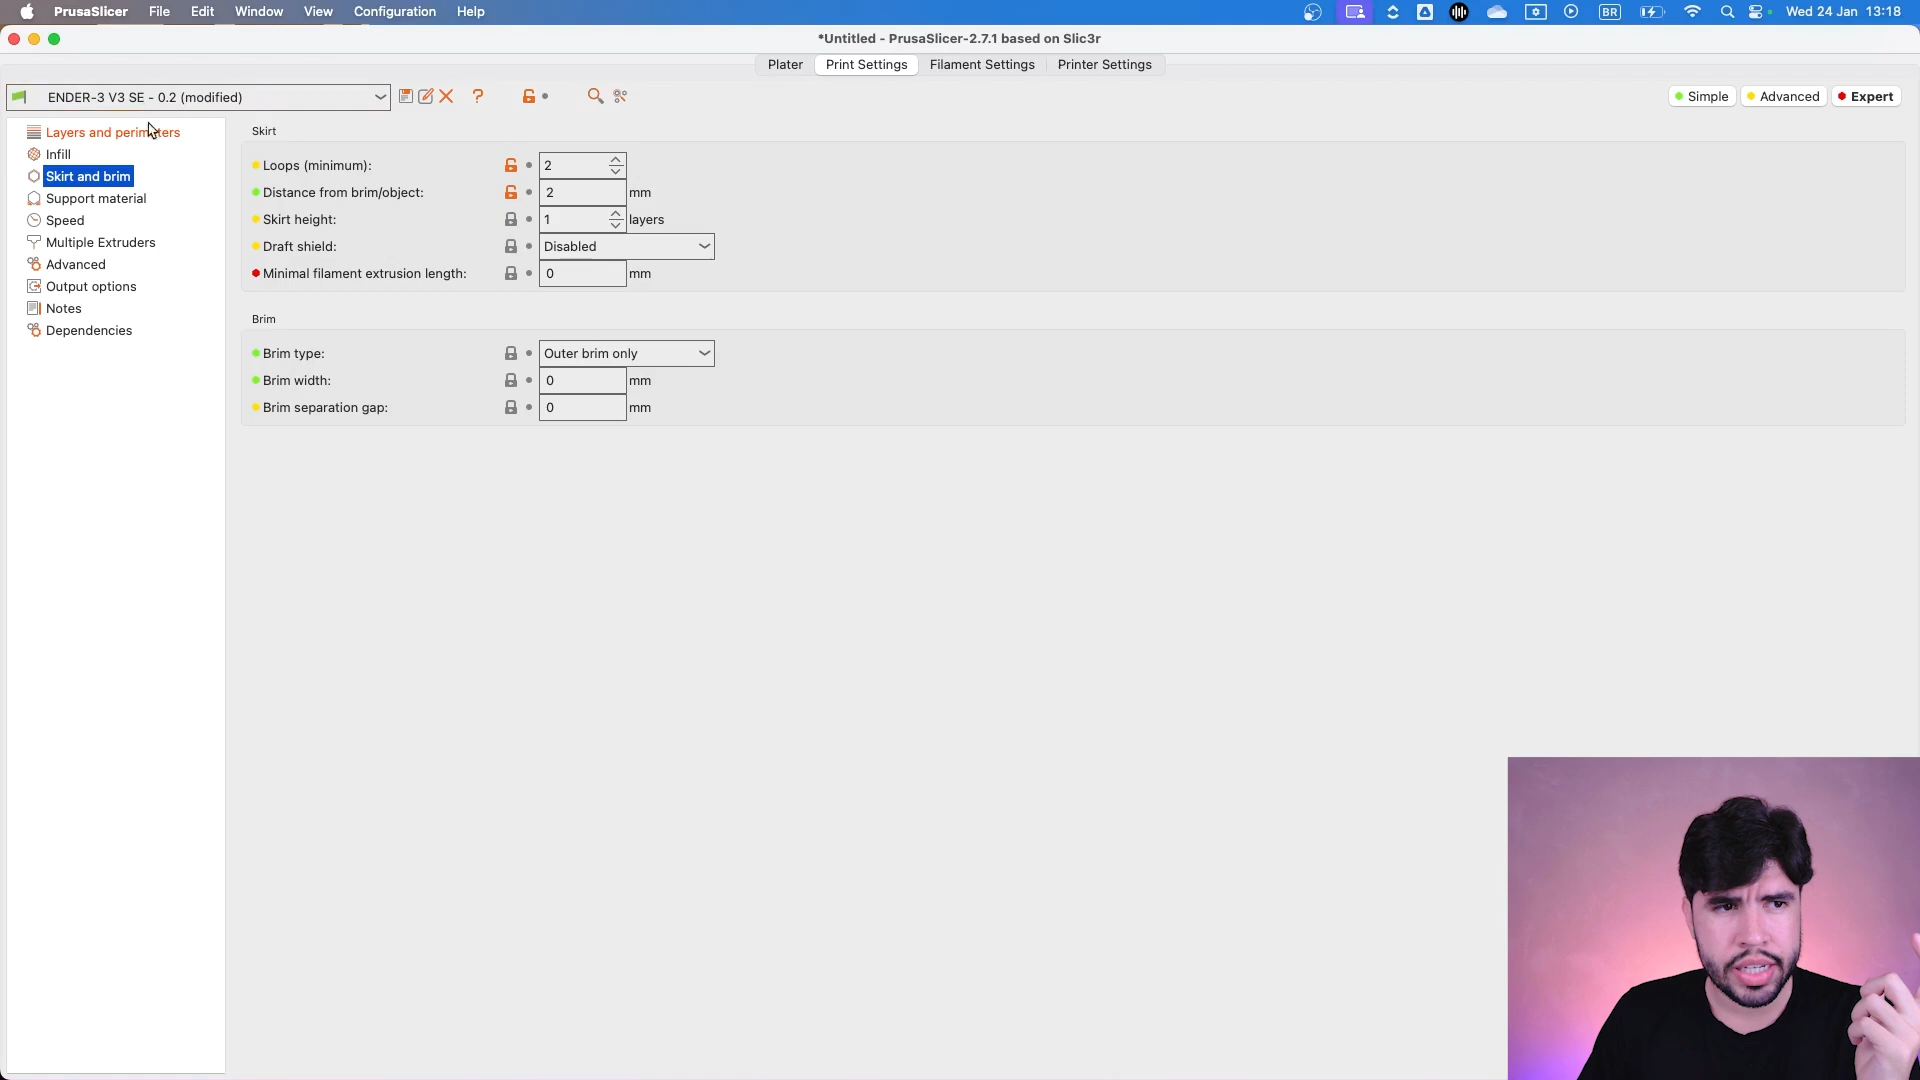 PrusaSlicer File Edit Window View Configuration Help BR Wed 24 Jan 13:18
*Untitled - PrusaSlicer-2.7.1 based on Slic3r
Plater Print Settings Filament Settings Printer Settings
ENDER-3 V3 SE - 0.2 (modified) ? Simple Advanced Expert
Layers and perimeters
Infill
Skirt and brim
Support material
Speed
Multiple Extruders
Advanced
Output options
Notes
Dependencies
Skirt
Loops (minimum): 2
Distance from brim/object: 2 mm
Skirt height: 1 layers
Draft shield: Disabled
Minimal filament extrusion length: 0 mm
Brim
Brim type: Outer brim only
Brim width: 0 mm
Brim separation gap: 0 mm